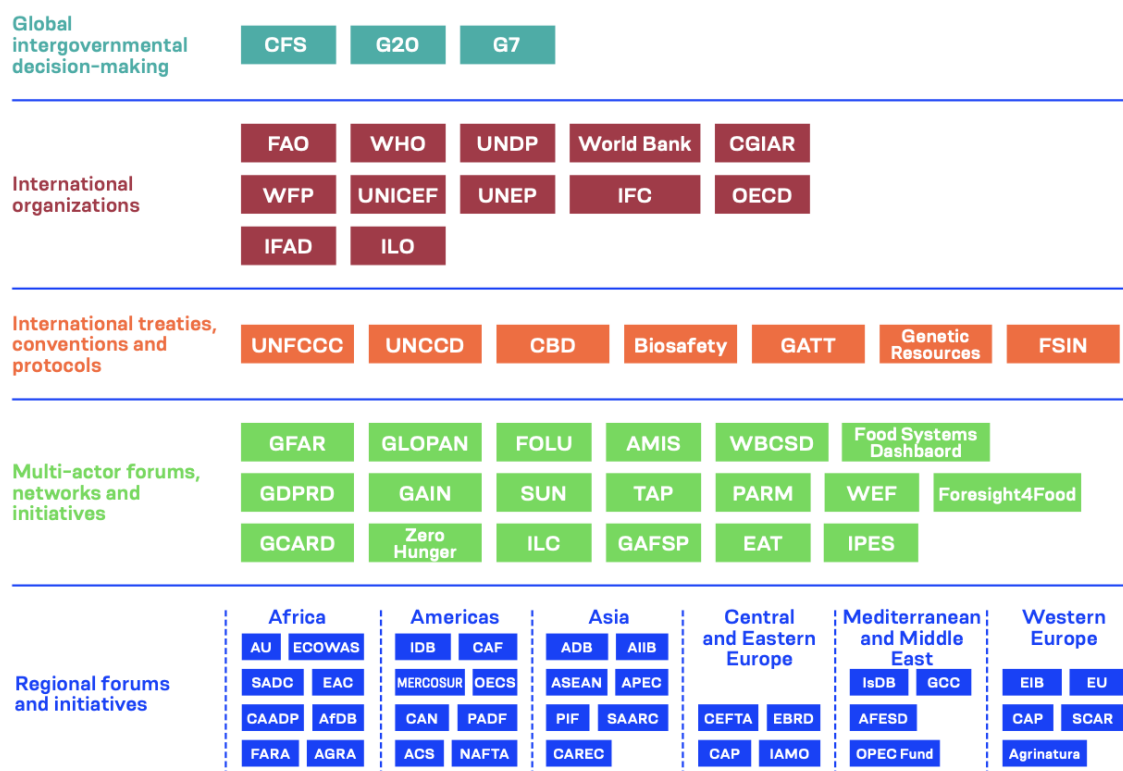 Global
intergovernmental
decision-making
CFS G20 G7
International
organizations
FAO WHO UNDP World Bank CGIAR
WFP UNICEF UNEP IFC OECD
IFAD ILO
International treaties,
conventions and
protocols
UNFCCC UNCCD CBD Biosafety GATT Genetic
Resources FSIN
Multi-actor forums,
networks and
initiatives
GFAR GLOPAN FOLU AMIS WBCSD Food Systems
Dashbaord
GDPRD GAIN SUN TAP PARM WEF Foresight4Food
GCARD Zero
Hunger ILC GAFSP EAT IPES
Regional forums
and initiatives
Africa
AU ECOWAS
SADC EAC
CAADP AfDB
FARA AGRA
Americas
IDB CAF
MERCOSUR OECS
CAN PADF
ACS NAFTA
Asia
ADB AIIB
ASEAN APEC
PIF SAARC
CAREC
Central
and Eastern
Europe
CEFTA EBRD
CAP IAMO
Mediterranean
and Middle
East
IsDB GCC
AFESD
OPEC Fund
Western
Europe
EIB EU
CAP SCAR
Agrinatura